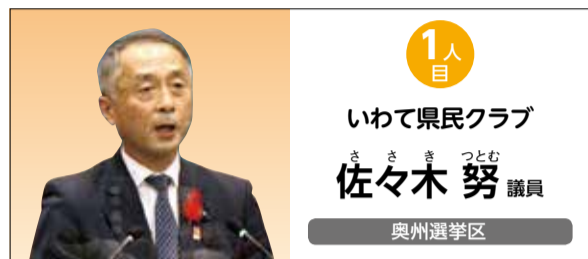 1人目
いわて県民クラブ
ささき つとむ
佐々木 努 議員
奥州選挙区